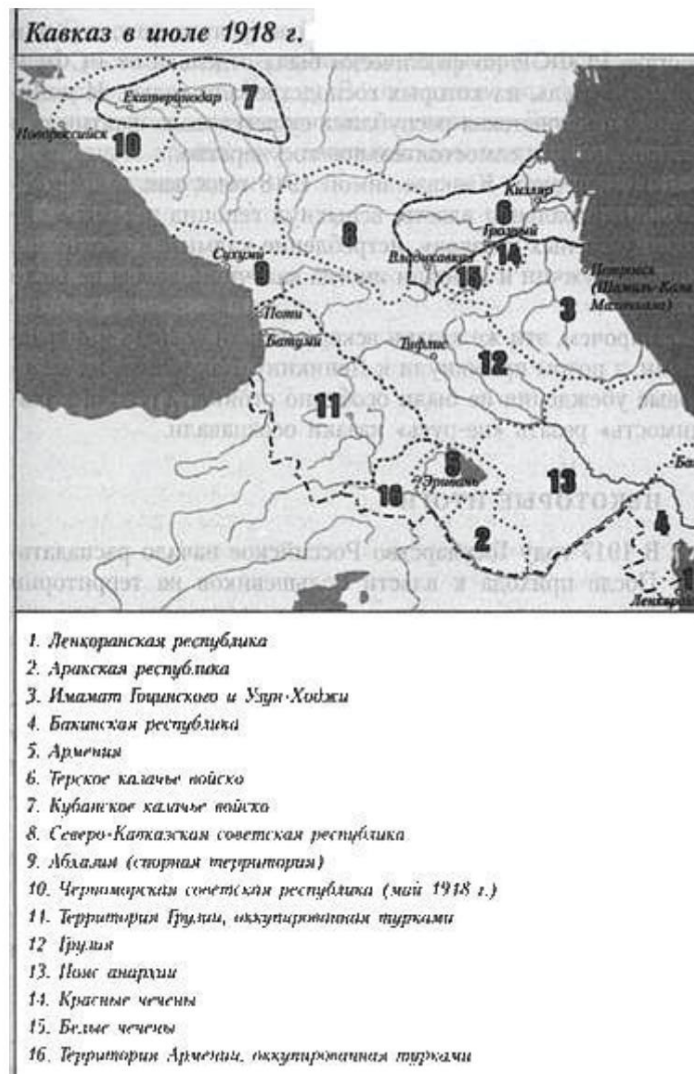 Кавказ в июле 1918 г.
7
Екатеринодар
Новороссийск
10
Кизляр
6
8
Грозный
14
Владикавказ
Сухуми
15
9
Петровск
(Шамиль-Кала
Махачкала)
3
Поти
Батуми
Тифлис
12
11
5
13
Эривань
16
4
2
1. Ленкоранская республика
2. Аракская республика
3. Имамат Гоцинского и Узун-Ходжи
4. Бакинская республика
5. Армения
6. Терское казачье войско
7. Кубанское казачье войско
8. Северо-Кавказская советская республика
9. Абхазия (спорная территория)
10. Черноморская советская республика (май 1918 г.)
11. Территория Грузии, оккупированная турками
12 Грузия
13. Пояс анархии
14. Красные чечены
15. Белые чечены
16. Территория Армении, оккупированная турками